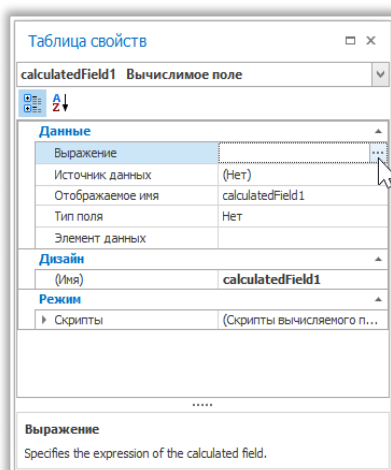 Таблица свойств
calculatedField1 Вычислимое поле
Данные
Выражение
Источник данных (Нет)
Отображаемое имя calculatedField1
Тип поля Нет
Элемент данных
Дизайн
(Имя) calculatedField1
Режим
Скрипты (Скрипты вычисляемого п...
Выражение
Specifies the expression of the calculated field.